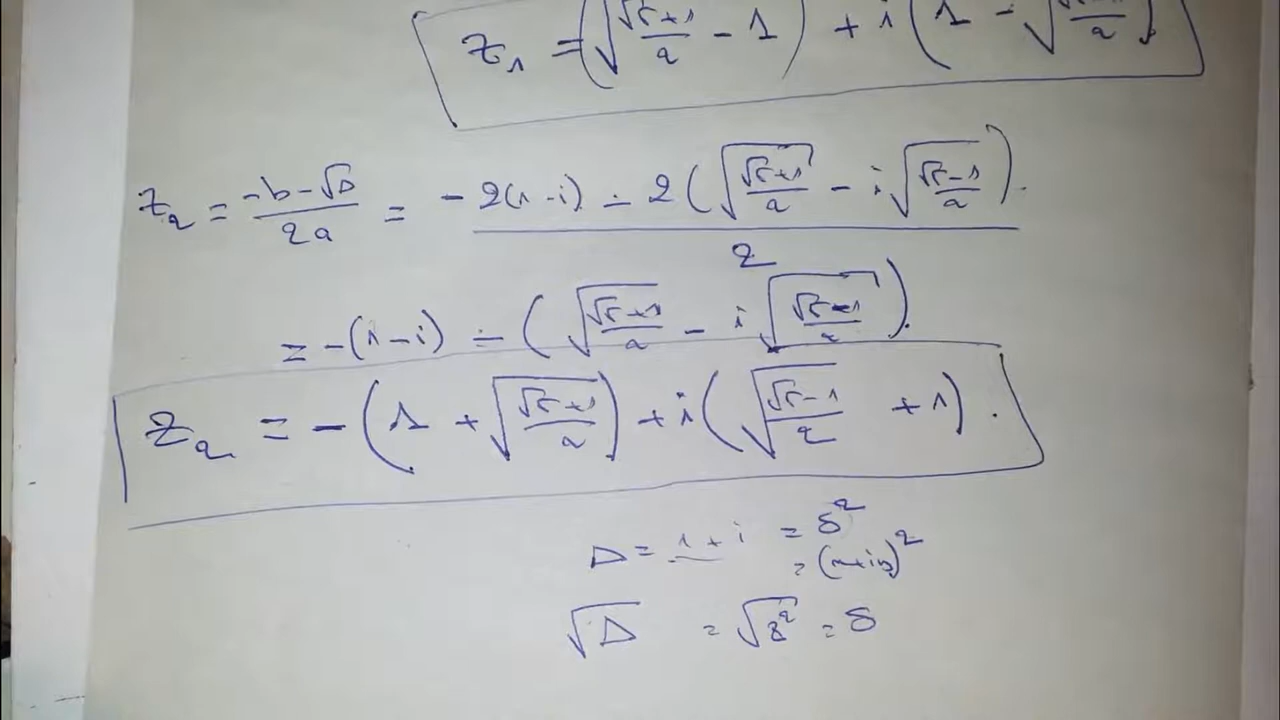 Z₁ = (√((√5+1)/2) - 1) + i(1 - √((√5-1)/2))
Z₂ = (-b-√Δ)/(2a) = (-2(1-i) - 2(√((√5+1)/2) - i√((√5-1)/2)))/2 .
= -(1-i) - (√((√5+1)/2) - i√((√5-1)/2)) .
Z₂ = -(1 + √((√5+1)/2)) + i(√((√5-1)/2) + 1) .
Δ = 1+i = δ²
= (x+iy)²
√Δ = √δ² = δ